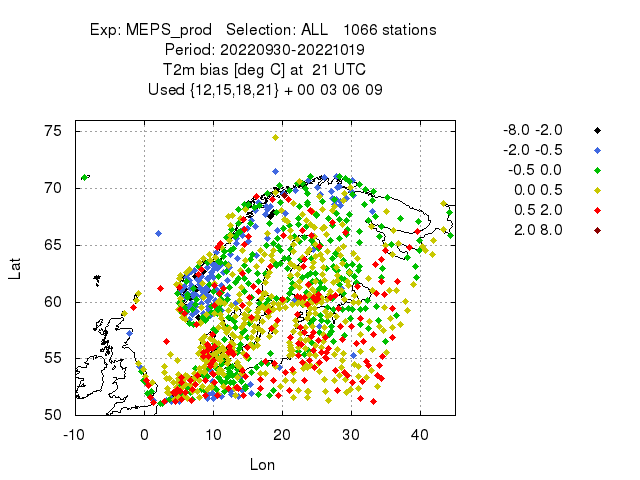 Exp: MEPS_prod   Selection: ALL   1066 stations
Period: 20220930-20221019
T2m bias [deg C] at  21 UTC
Used {12,15,18,21} + 00 03 06 09
75
70
65
60
55
50
Lat
-10 0 10 20 30 40
Lon
-8.0 -2.0
-2.0 -0.5
-0.5 0.0
0.0 0.5
0.5 2.0
2.0 8.0